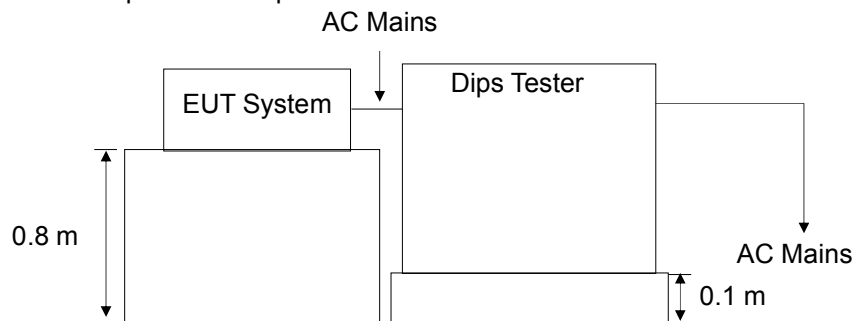 AC Mains
EUT System
Dips Tester
0.8 m
AC Mains
0.1 m